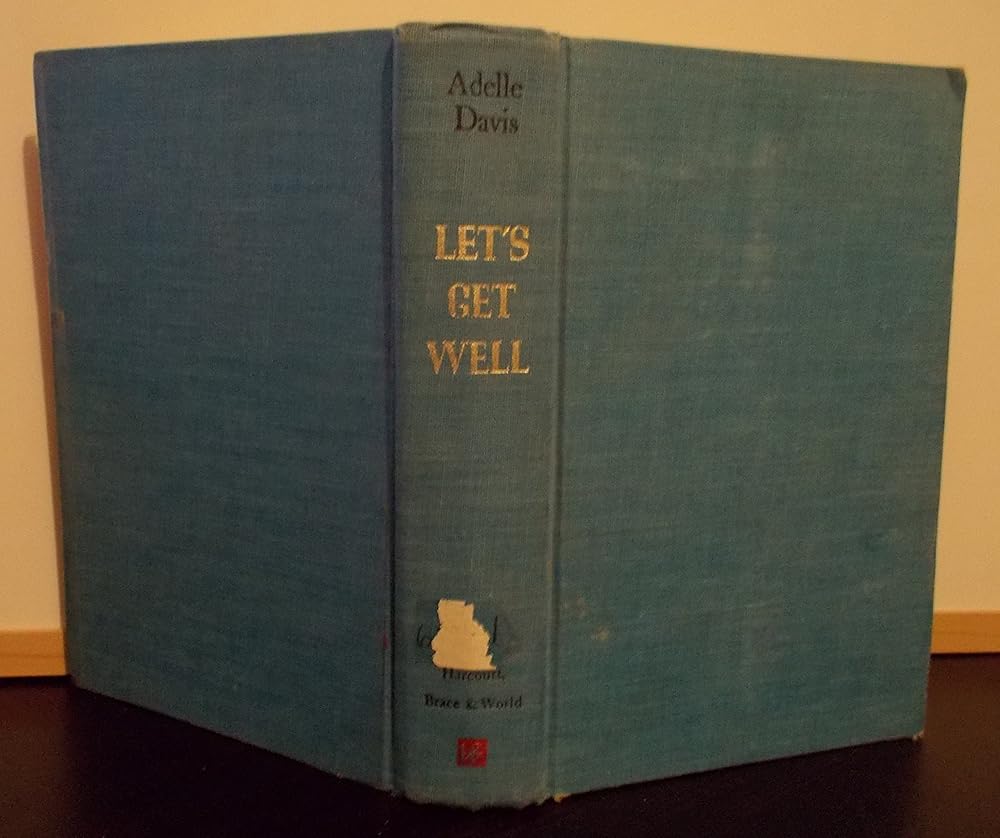 Adelle
Davis
LET'S
GET
WELL
Harcourt,
Brace & World